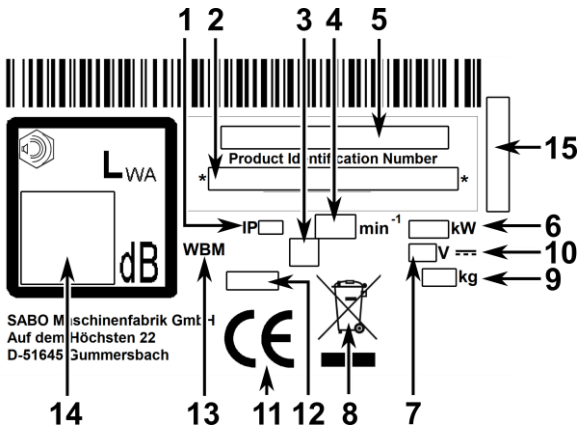 1 2 3 4 5
Product Identification Number
* *
15
LWA
dB
IP
min⁻¹
kW
6
WBM
V
10
kg
9
SABO Maschinenfabrik GmbH
Auf dem Höchsten 22
D-51645 Gummersbach
CE
14 13 11 12 8 7